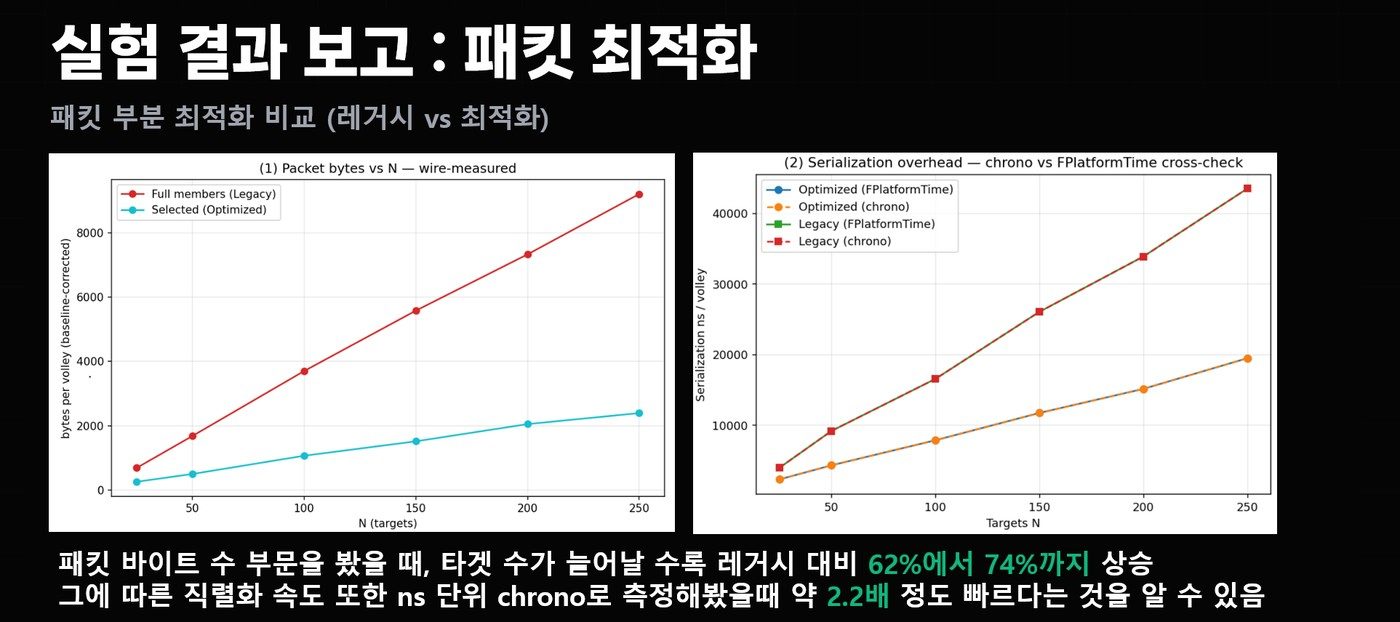 실험 결과 보고 : 패킷 최적화
패킷 부분 최적화 비교 (레거시 vs 최적화)
(1) Packet bytes vs N — wire-measured
Full members (Legacy)
Selected (Optimized)
bytes per volley (baseline-corrected)
8000
6000
4000
2000
0
50 100 150 200 250
N (targets)
(2) Serialization overhead — chrono vs FPlatformTime cross-check
Optimized (FPlatformTime)
Optimized (chrono)
Legacy (FPlatformTime)
Legacy (chrono)
Serialization ns / volley
40000
30000
20000
10000
50 100 150 200 250
Targets N
패킷 바이트 수 부문을 봤을 때, 타겟 수가 늘어날 수록 레거시 대비 62%에서 74%까지 상승
그에 따른 직렬화 속도 또한 ns 단위 chrono로 측정해봤을때 약 2.2배 정도 빠르다는 것을 알 수 있음